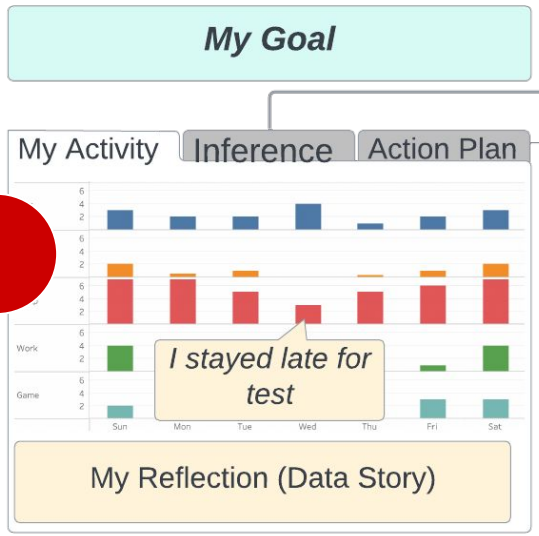 My Goal
My Activity
Inference
Action Plan
6
4
2
6
4
2
6
4
2
Work
6
4
2
I stayed late for
test
Game
6
4
2
Sun Mon Tue Wed Thu Fri Sat
My Reflection (Data Story)